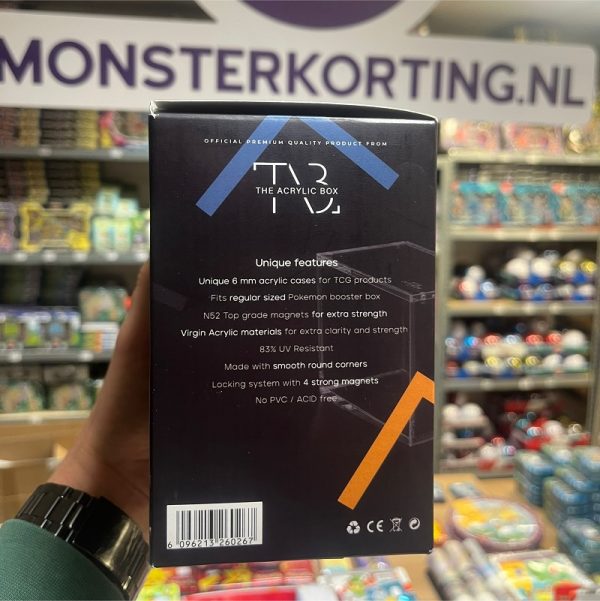 MONSTERKORTING.NL
OFFICIAL PREMIUM QUALITY PRODUCT FROM
TAB
THE ACRYLIC BOX
Unique features
Unique 6 mm acrylic cases for TCG products
Fits regular sized Pokemon booster box
N52 Top grade magnets for extra strength
Virgin Acrylic materials for extra clarity and strength
83% UV Resistant
Made with smooth round corners
Locking system with 4 strong magnets
No PVC / ACID free
6 096213 260267
CE